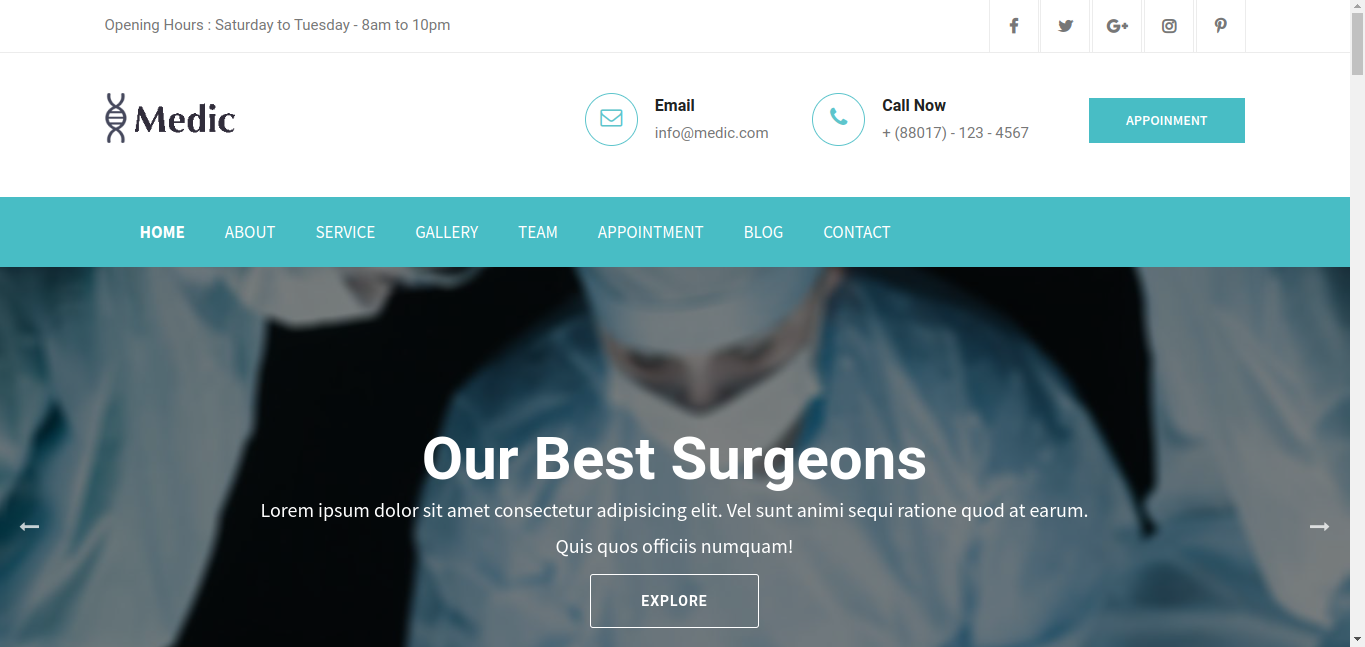 Opening Hours : Saturday to Tuesday - 8am to 10pm
Medic
Email
info@medic.com
Call Now
+ (88017) - 123 - 4567
APPOINMENT
HOME ABOUT SERVICE GALLERY TEAM APPOINTMENT BLOG CONTACT
Our Best Surgeons
Lorem ipsum dolor sit amet consectetur adipisicing elit. Vel sunt animi sequi ratione quod at earum.
Quis quos officiis numquam!
EXPLORE